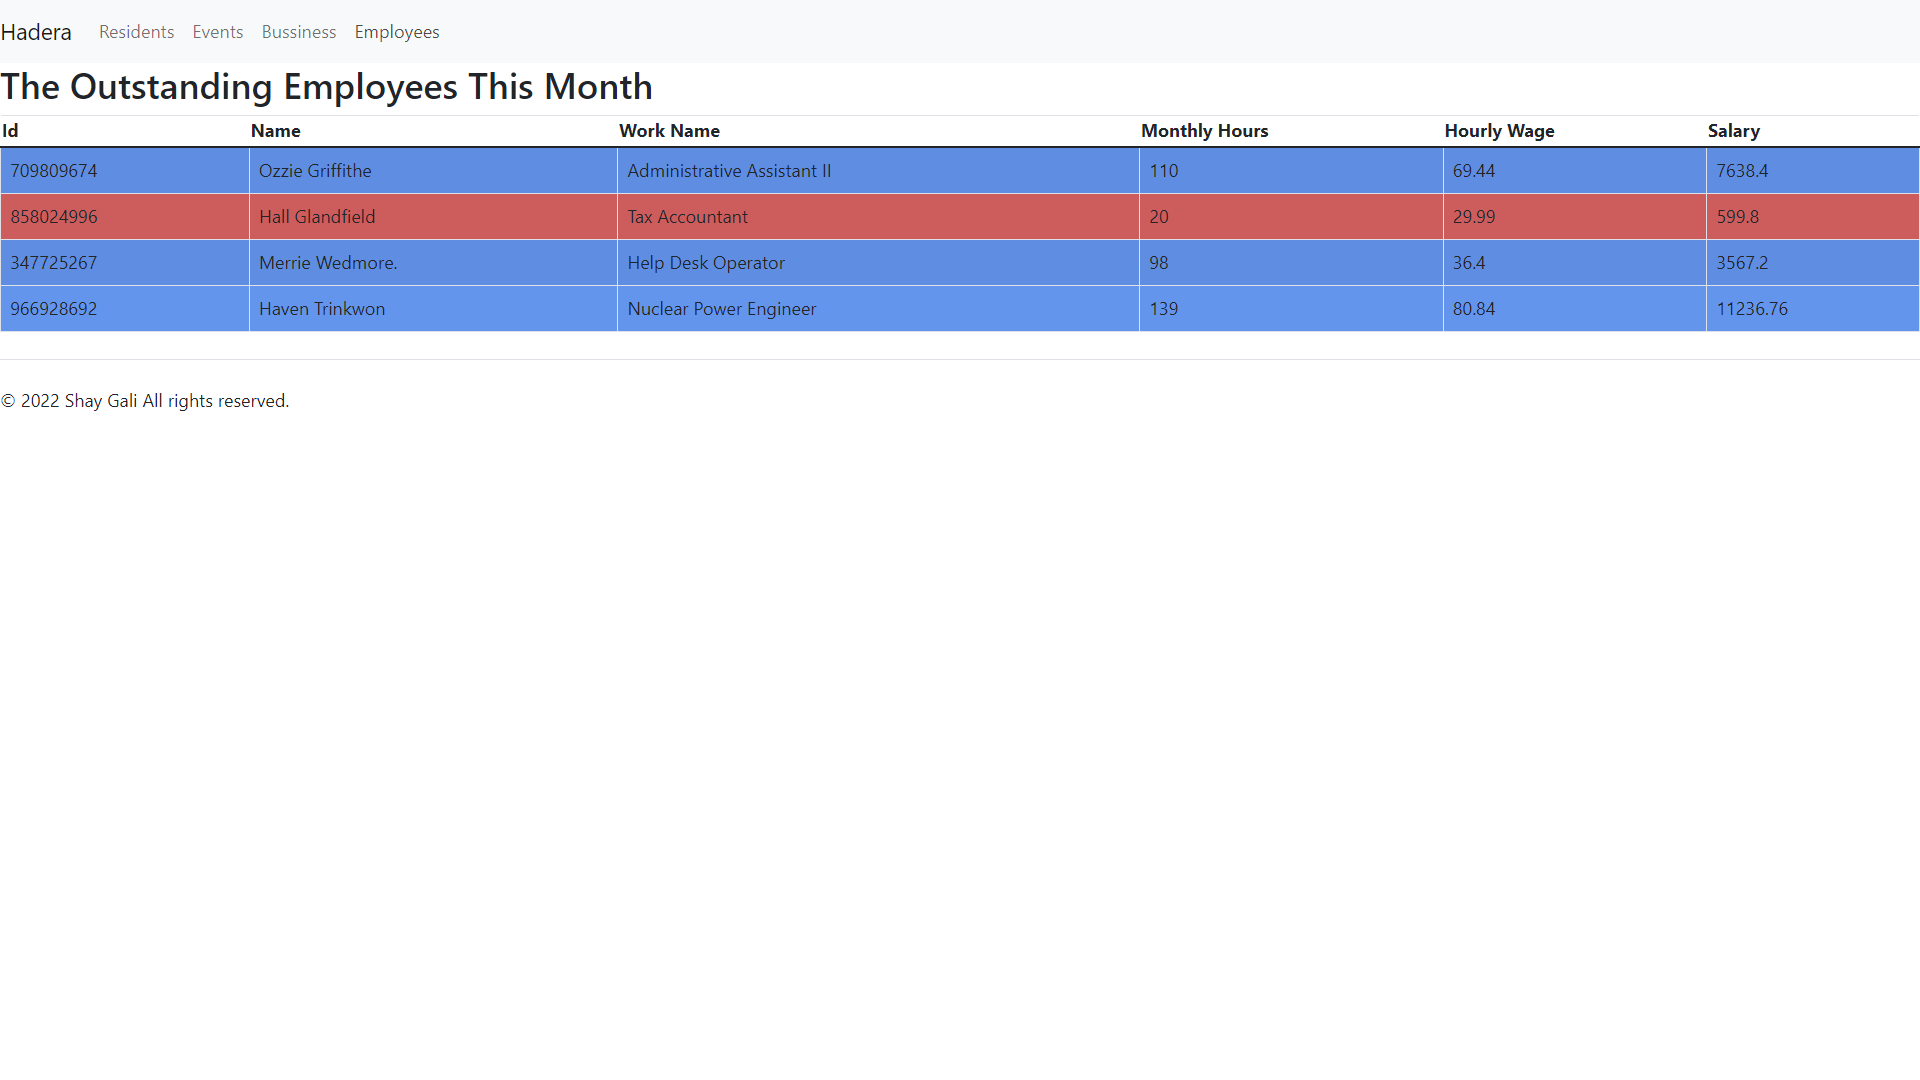 Hadera Residents Events Bussiness Employees
The Outstanding Employees This Month
Id Name Work Name Monthly Hours Hourly Wage Salary
709809674 Ozzie Griffithe Administrative Assistant II 110 69.44 7638.4
858024996 Hall Glandfield Tax Accountant 20 29.99 599.8
347725267 Merrie Wedmore. Help Desk Operator 98 36.4 3567.2
966928692 Haven Trinkwon Nuclear Power Engineer 139 80.84 11236.76
© 2022 Shay Gali All rights reserved.